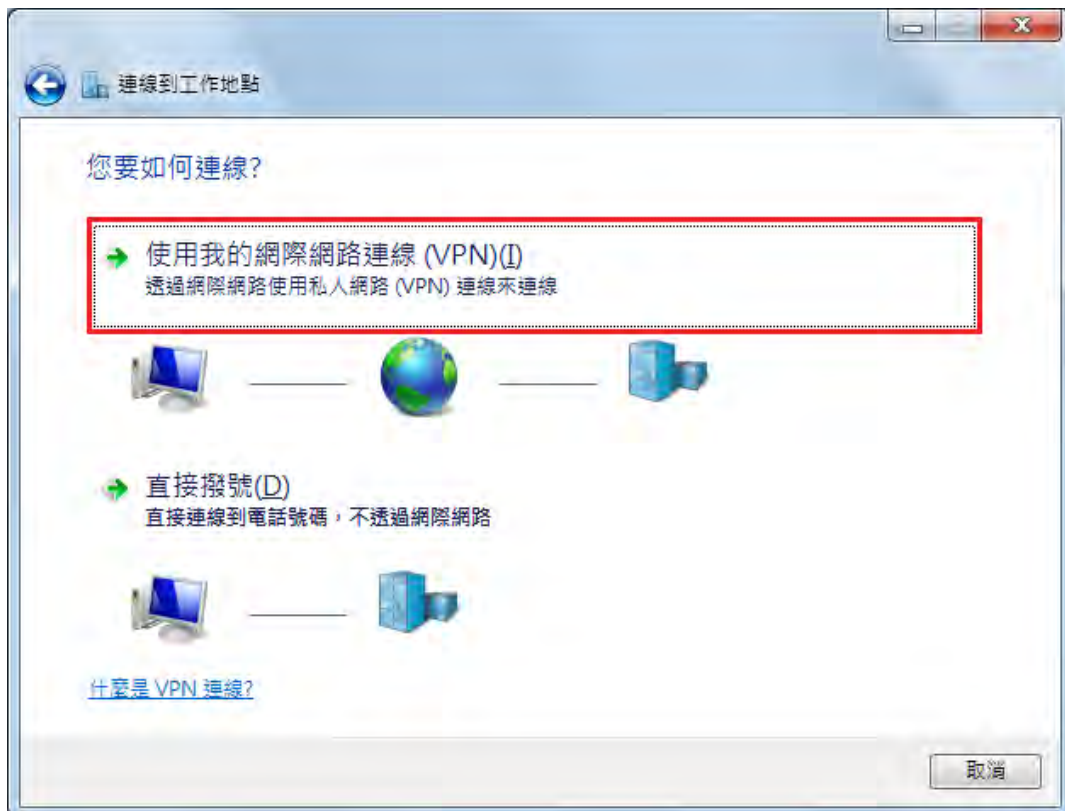 連線到工作地點
您要如何連線?
使用我的網際網路連線 (VPN)(I)
透過網際網路使用私人網路 (VPN) 連線來連線
直接撥號(D)
直接連線到電話號碼，不透過網際網路
什麼是 VPN 連線?
取消